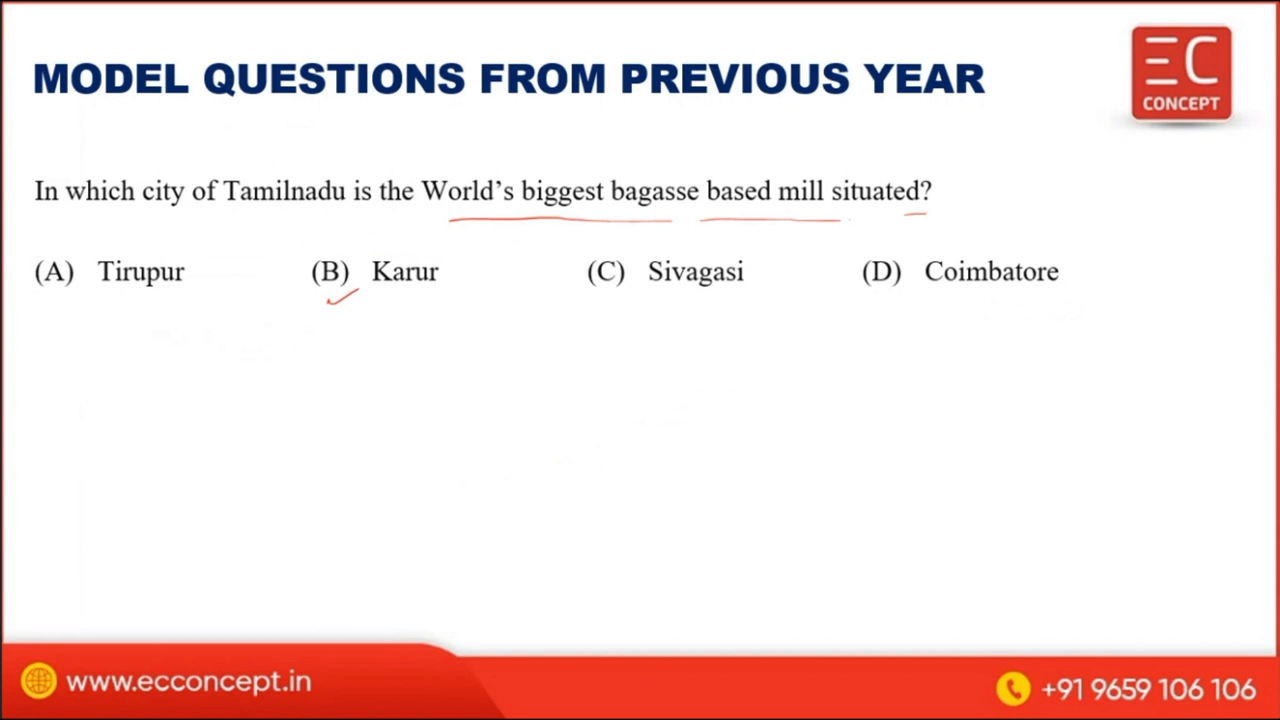 MODEL QUESTIONS FROM PREVIOUS YEAR
EC
CONCEPT
In which city of Tamilnadu is the World’s biggest bagasse based mill situated?
(A) Tirupur (B) Karur (C) Sivagasi (D) Coimbatore
www.ecconcept.in
+91 9659 106 106